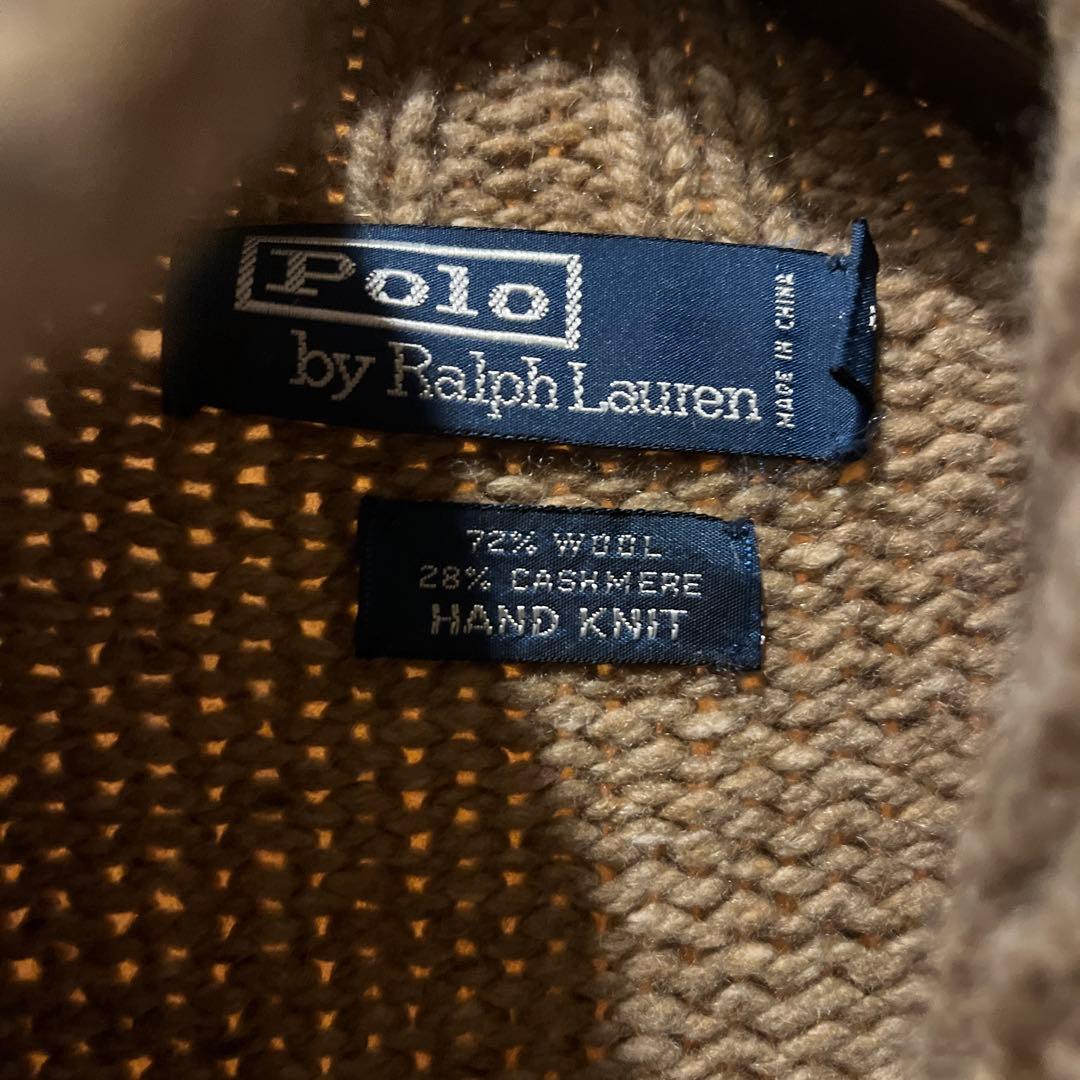 Polo
by Ralph Lauren
MADE IN CHINA
72% WOOL
28% CASHMERE
HAND KNIT